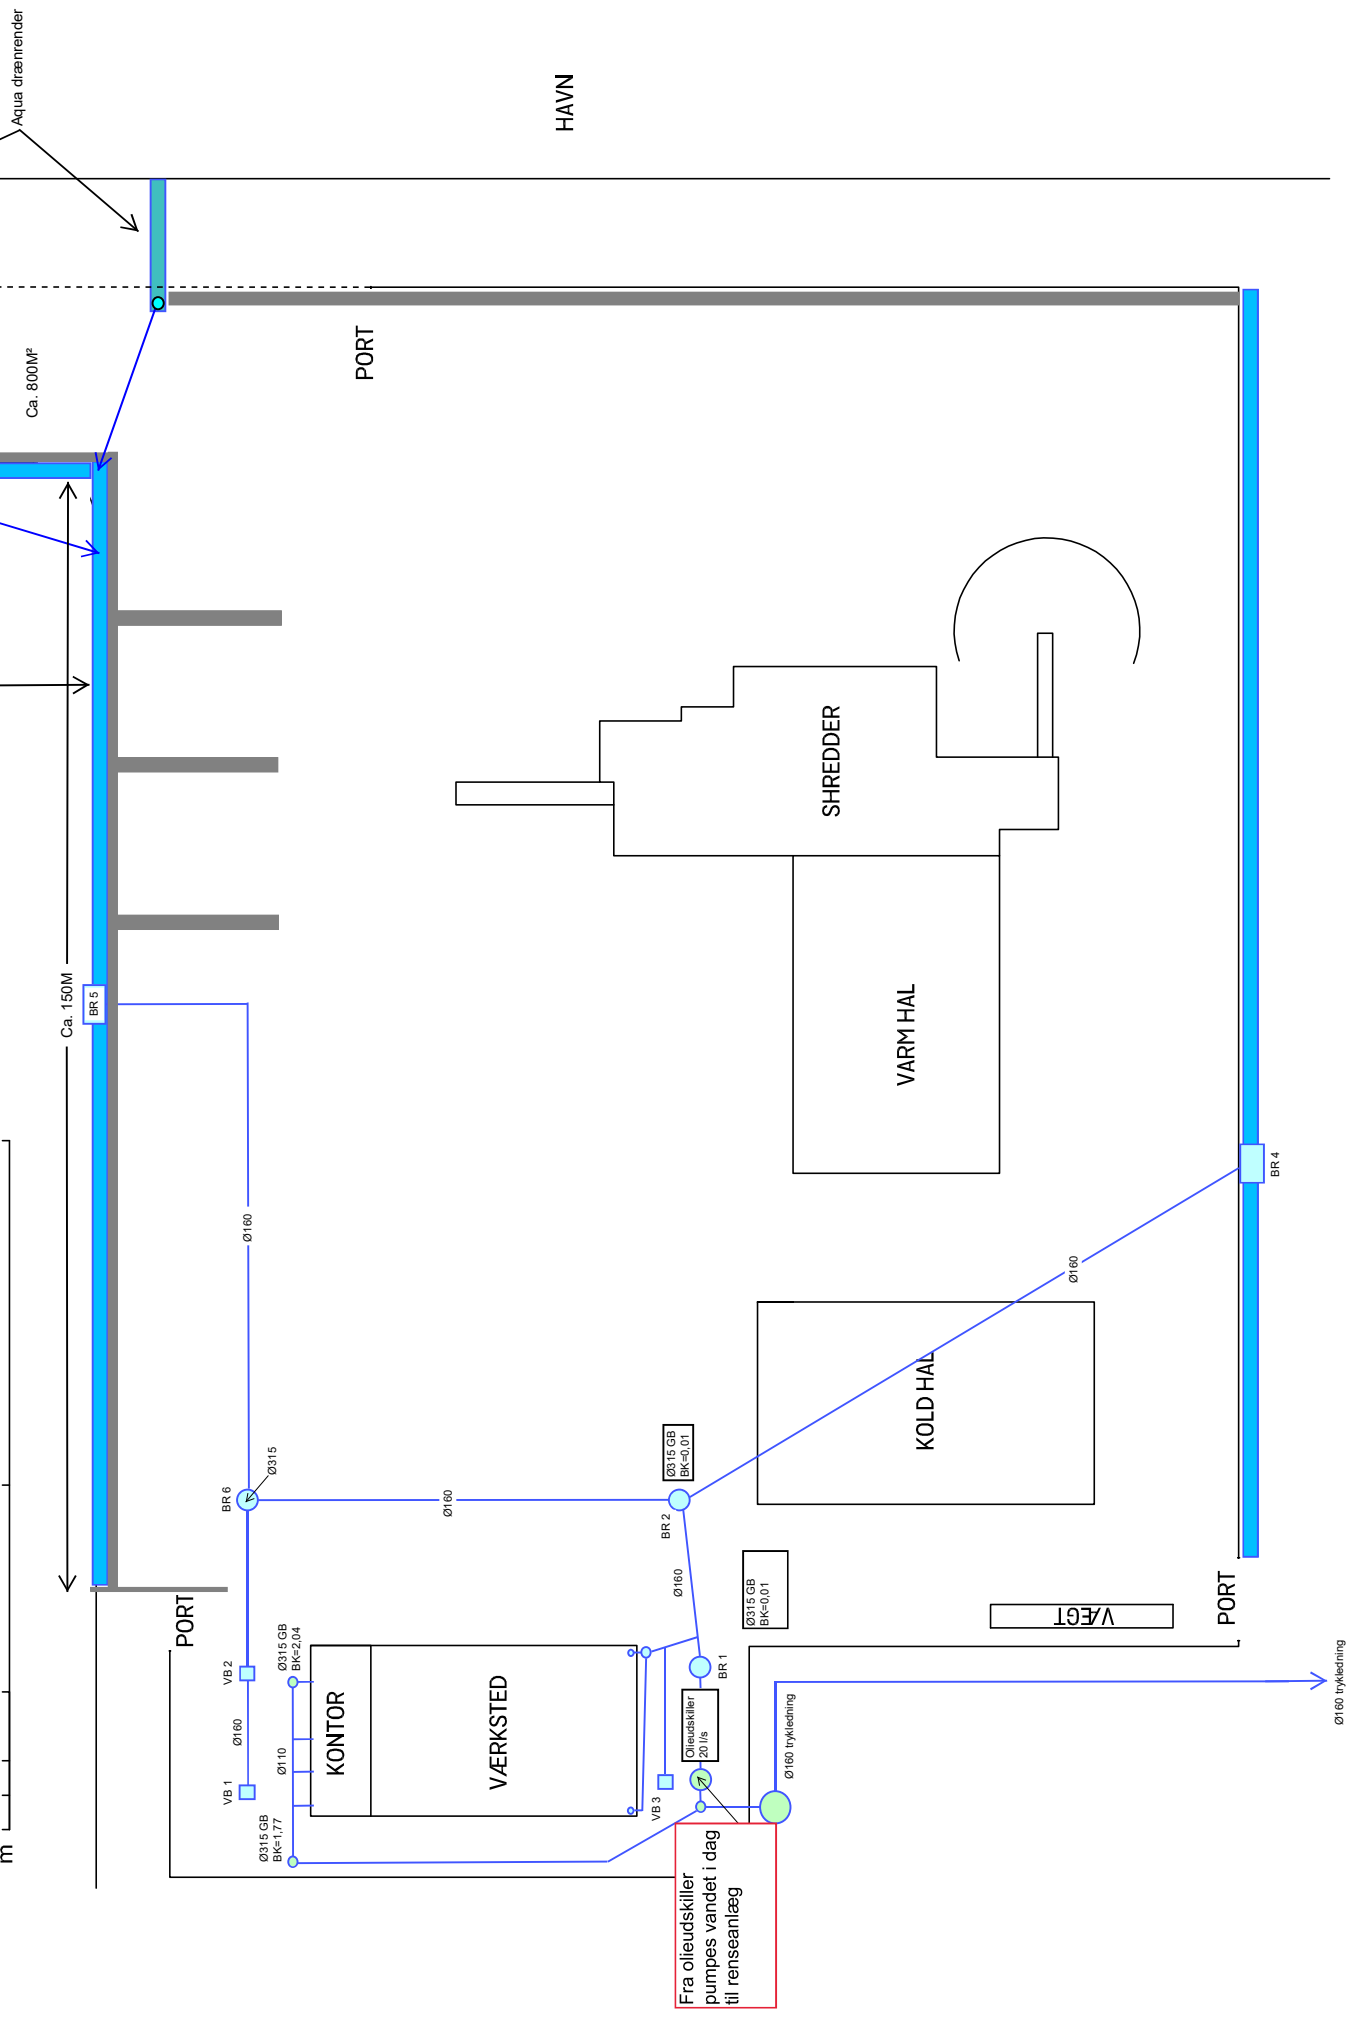 Aqua drænrender
HAVN
Ca. 800M²
PORT
SHREDDER
Ca. 150M
BR 5
VARM HAL
BR 4
Ø160
Ø160
KOLD HAL
Ø315 GB
BK=0,01
BR 6
Ø315
Ø160
BR 2
Ø160
Ø315 GB
BK=0,01
VÆGT
PORT
PORT
VB 2
Ø315 GB
BK=2,04
KONTOR
VÆRKSTED
BR 1
Olieudskiller
20 l/s
Ø160
Ø110
VB 1
VB 3
Ø160 trykledning
Ø160 trykledning
Ø315 GB
BK=1,77
m
Fra olieudskiller
pumpes vandet i dag
til renseanlæg